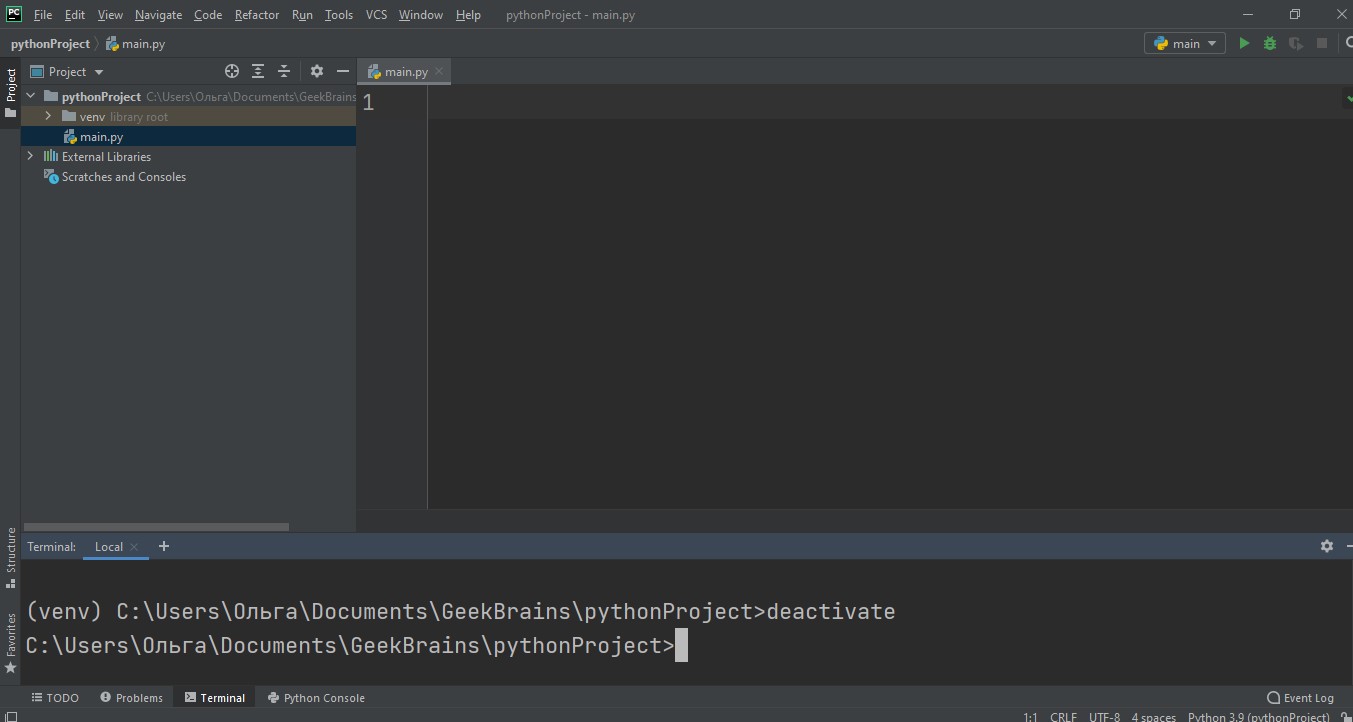 PC File Edit View Navigate Code Refactor Run Tools VCS Window Help pythonProject - main.py
pythonProject main.py main
Project Project main.py
pythonProject C:\Users\Ольга\Documents\GeekBrains
1
venv library root
main.py
External Libraries
Scratches and Consoles
Structure
Favorites
Terminal: Local
(venv) C:\Users\Ольга\Documents\GeekBrains\pythonProject>deactivate
C:\Users\Ольга\Documents\GeekBrains\pythonProject>
TODO Problems Terminal Python Console Event Log
1:1 CRLF UTF-8 4 spaces Python 3.9 (pythonProject)